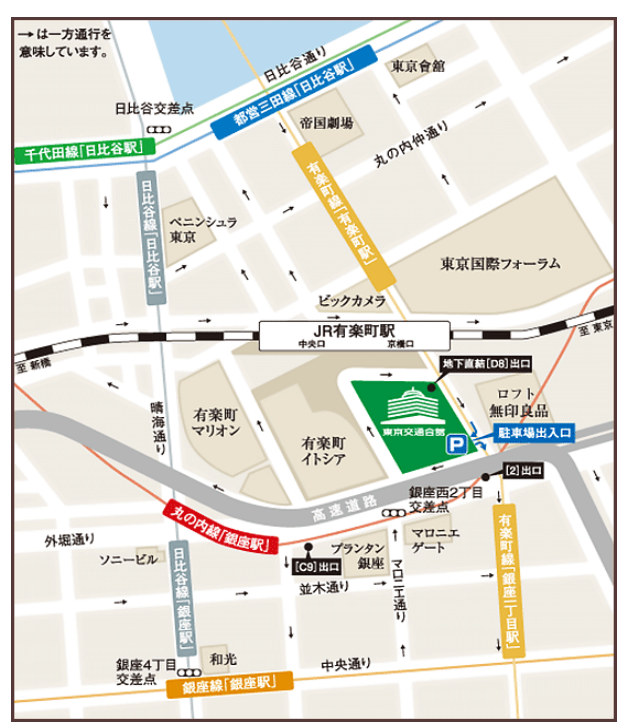 →は一方通行を
意味しています。
日比谷通り
都営三田線「日比谷駅」
東京會舘
日比谷交差点
千代田線「日比谷駅」
帝国劇場
丸の内仲通り
有楽町線「有楽町駅」
日比谷線「日比谷駅」
ペニンシュラ
東京
東京国際フォーラム
ビックカメラ
JR有楽町駅
中央口
京橋口
至 新橋
至 東京
地下直結[D8]出口
晴海通り
有楽町
マリオン
有楽町
イトシア
東京交通会館
ロフト
無印良品
P
駐車場出入口
[2]出口
高速道路
銀座西2丁目
交差点
丸の内線「銀座駅」
外堀通り
ソニービル
[C9]出口
プランタン
銀座
マロニエ
ゲート
並木通り
マロニエ通り
日比谷線「銀座駅」
有楽町線「銀座一丁目駅」
銀座4丁目
交差点
和光
中央通り
銀座線「銀座駅」